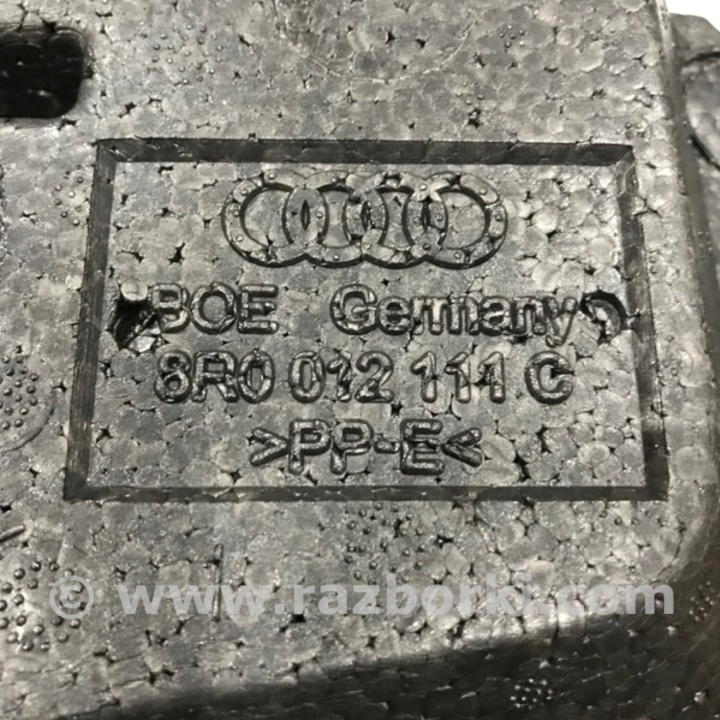 BOE Germany
8R0 012 111 C
>PP-E<
© www.razborki.com